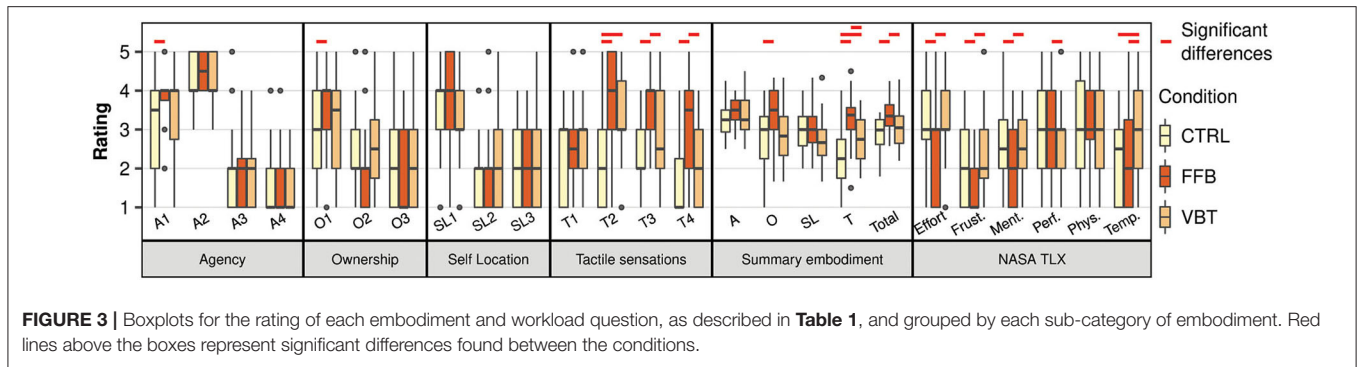 Rating
5
4
3
2
1
A1 A2 A3 A4 O1 O2 O3 SL1 SL2 SL3 T1 T2 T3 T4 A O SL T Total Effort Frust. Ment. Perf. Phys. Temp.
Agency Ownership Self Location Tactile sensations Summary embodiment NASA TLX
Significant
differences
Condition
CTRL
FFB
VBT
FIGURE 3 | Boxplots for the rating of each embodiment and workload question, as described in Table 1, and grouped by each sub-category of embodiment. Red
lines above the boxes represent significant differences found between the conditions.